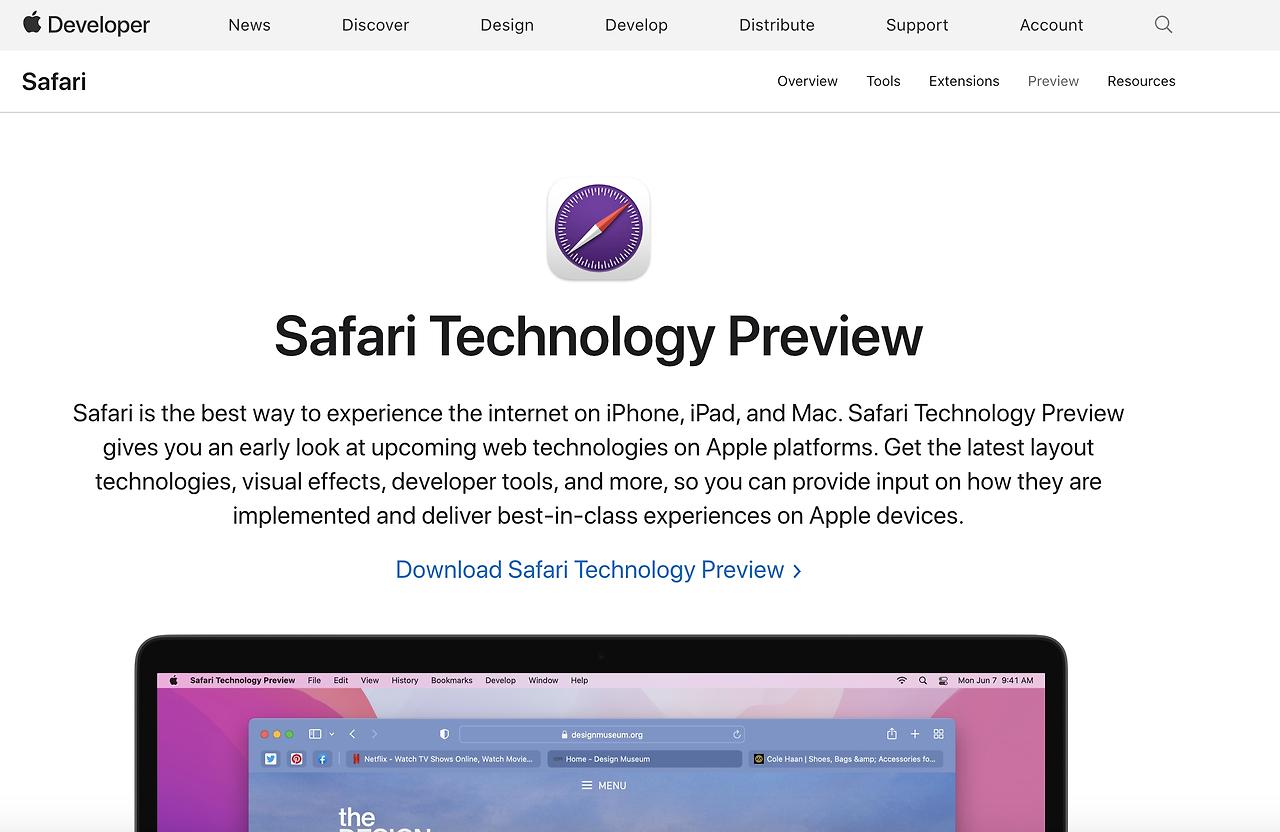 Developer News Discover Design Develop Distribute Support Account
Safari Overview Tools Extensions Preview Resources
Safari Technology Preview
Safari is the best way to experience the internet on iPhone, iPad, and Mac. Safari Technology Preview
gives you an early look at upcoming web technologies on Apple platforms. Get the latest layout
technologies, visual effects, developer tools, and more, so you can provide input on how they are
implemented and deliver best-in-class experiences on Apple devices.
Download Safari Technology Preview >
Safari Technology Preview File Edit View History Bookmarks Develop Window Help Mon Jun 7 9:41 AM
designmuseum.org
Netflix - Watch TV Shows Online, Watch Movie... Home - Design Museum Cole Haan | Shoes, Bags &amp; Accessories fo...
MENU
the
DESIGN